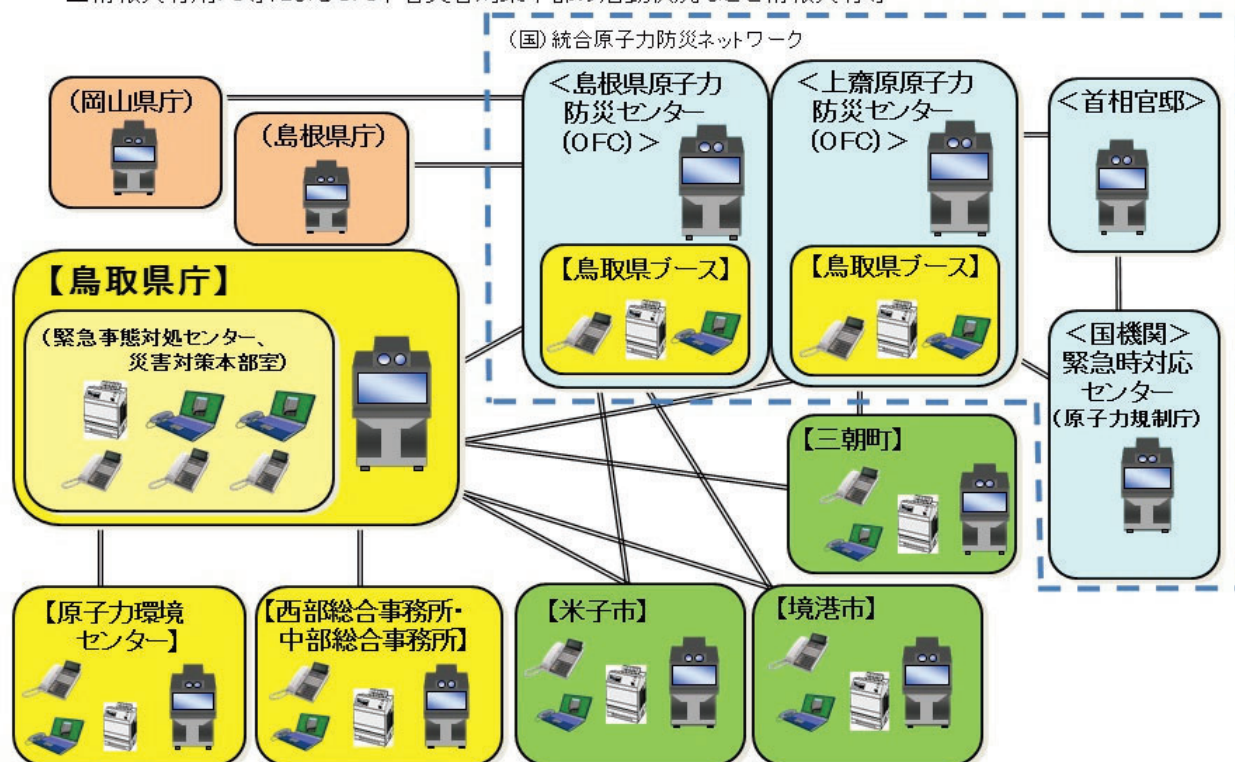 (国)統合原子力防災ネットワーク
(岡山県庁)
(島根県庁)
<島根県原子力
防災センター
(OFC)>
<上齋原原子力
防災センター
(OFC)>
<首相官邸>
【鳥取県ブース】
【鳥取県ブース】
【鳥取県庁】
(緊急事態対処センター、
災害対策本部室)
<国機関>
緊急時対応
センター
(原子力規制庁)
【三朝町】
【原子力環境
センター】
【西部総合事務所・
中部総合事務所】
【米子市】
【境港市】